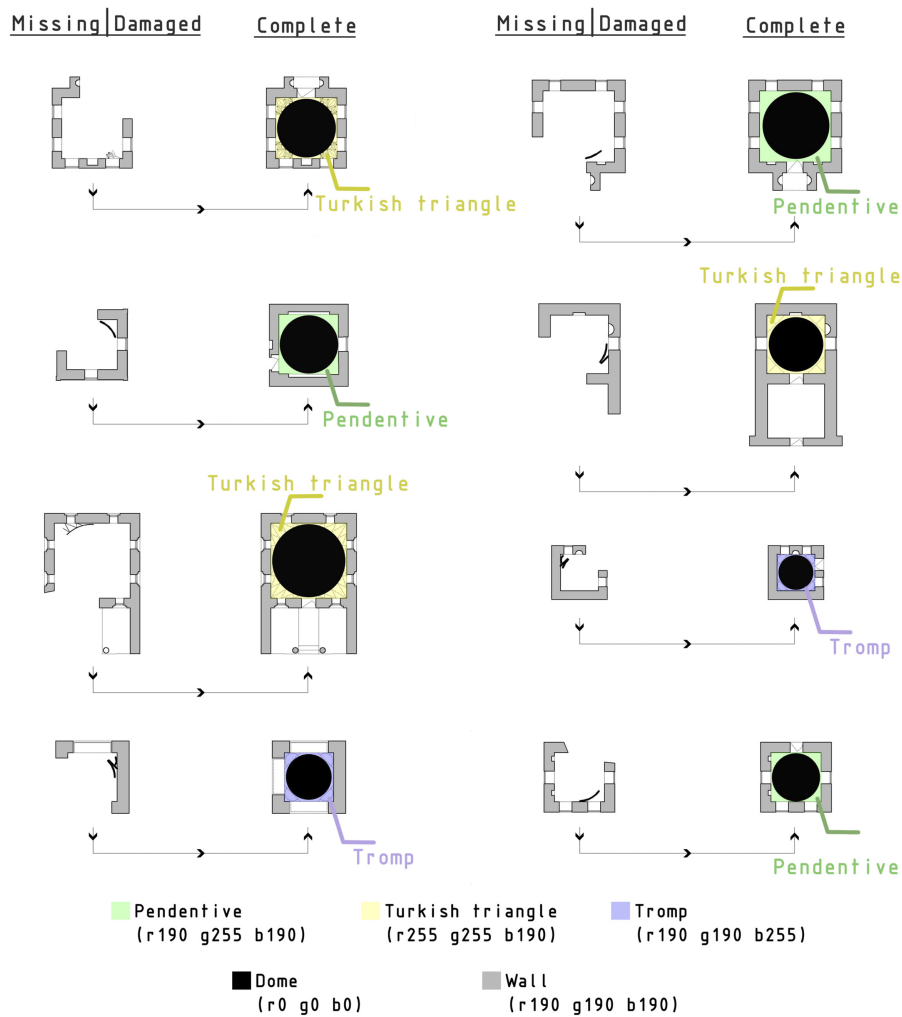 Missing|Damaged
Complete
Missing|Damaged
Complete
Turkish triangle
Pendentive
Pendentive
Turkish triangle
Turkish triangle
Tromp
Tromp
Pendentive
Pendentive
(r190 g255 b190)
Turkish triangle
(r255 g255 b190)
Tromp
(r190 g190 b255)
Dome
(r0 g0 b0)
Wall
(r190 g190 b190)